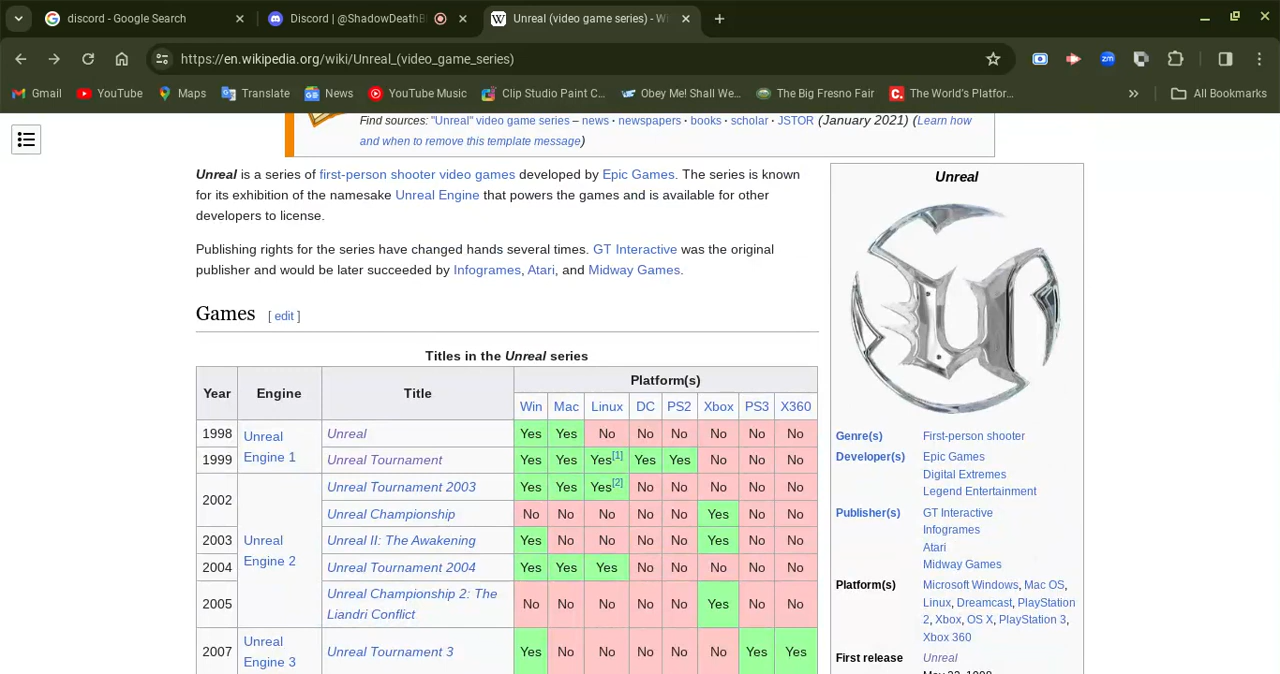 discord - Google Search
Discord | @ShadowDeathB
Unreal (video game series) - Wi
https://en.wikipedia.org/wiki/Unreal_(video_game_series)
Gmail
YouTube
Maps
Translate
News
YouTube Music
Clip Studio Paint C...
Obey Me! Shall We...
The Big Fresno Fair
The World's Platfor...
All Bookmarks
Find sources: "Unreal" video game series – news · newspapers · books · scholar · JSTOR (January 2021) (Learn how
and when to remove this template message)
Unreal is a series of first-person shooter video games developed by Epic Games. The series is known
for its exhibition of the namesake Unreal Engine that powers the games and is available for other
developers to license.
Publishing rights for the series have changed hands several times. GT Interactive was the original
publisher and would be later succeeded by Infogrames, Atari, and Midway Games.
Games [ edit ]
Titles in the Unreal series
Year Engine Title Platform(s)
Win Mac Linux DC PS2 Xbox PS3 X360
1998 Unreal Engine 1 Unreal Yes Yes No No No No No No
1999 Unreal Tournament Yes Yes Yes[1] Yes Yes No No No
2002 Unreal Engine 2 Unreal Tournament 2003 Yes Yes Yes[2] No No No No No
Unreal Championship No No No No No Yes No No
2003 Unreal II: The Awakening Yes No No No No Yes No No
2004 Unreal Tournament 2004 Yes Yes Yes No No No No No
2005 Unreal Championship 2: The
Liandri Conflict No No No No No Yes No No
2007 Unreal Engine 3 Unreal Tournament 3 Yes No No No No No Yes Yes
Unreal
Genre(s) First-person shooter
Developer(s) Epic Games
Digital Extremes
Legend Entertainment
Publisher(s) GT Interactive
Infogrames
Atari
Midway Games
Platform(s) Microsoft Windows, Mac OS,
Linux, Dreamcast, PlayStation
2, Xbox, OS X, PlayStation 3,
Xbox 360
First release Unreal